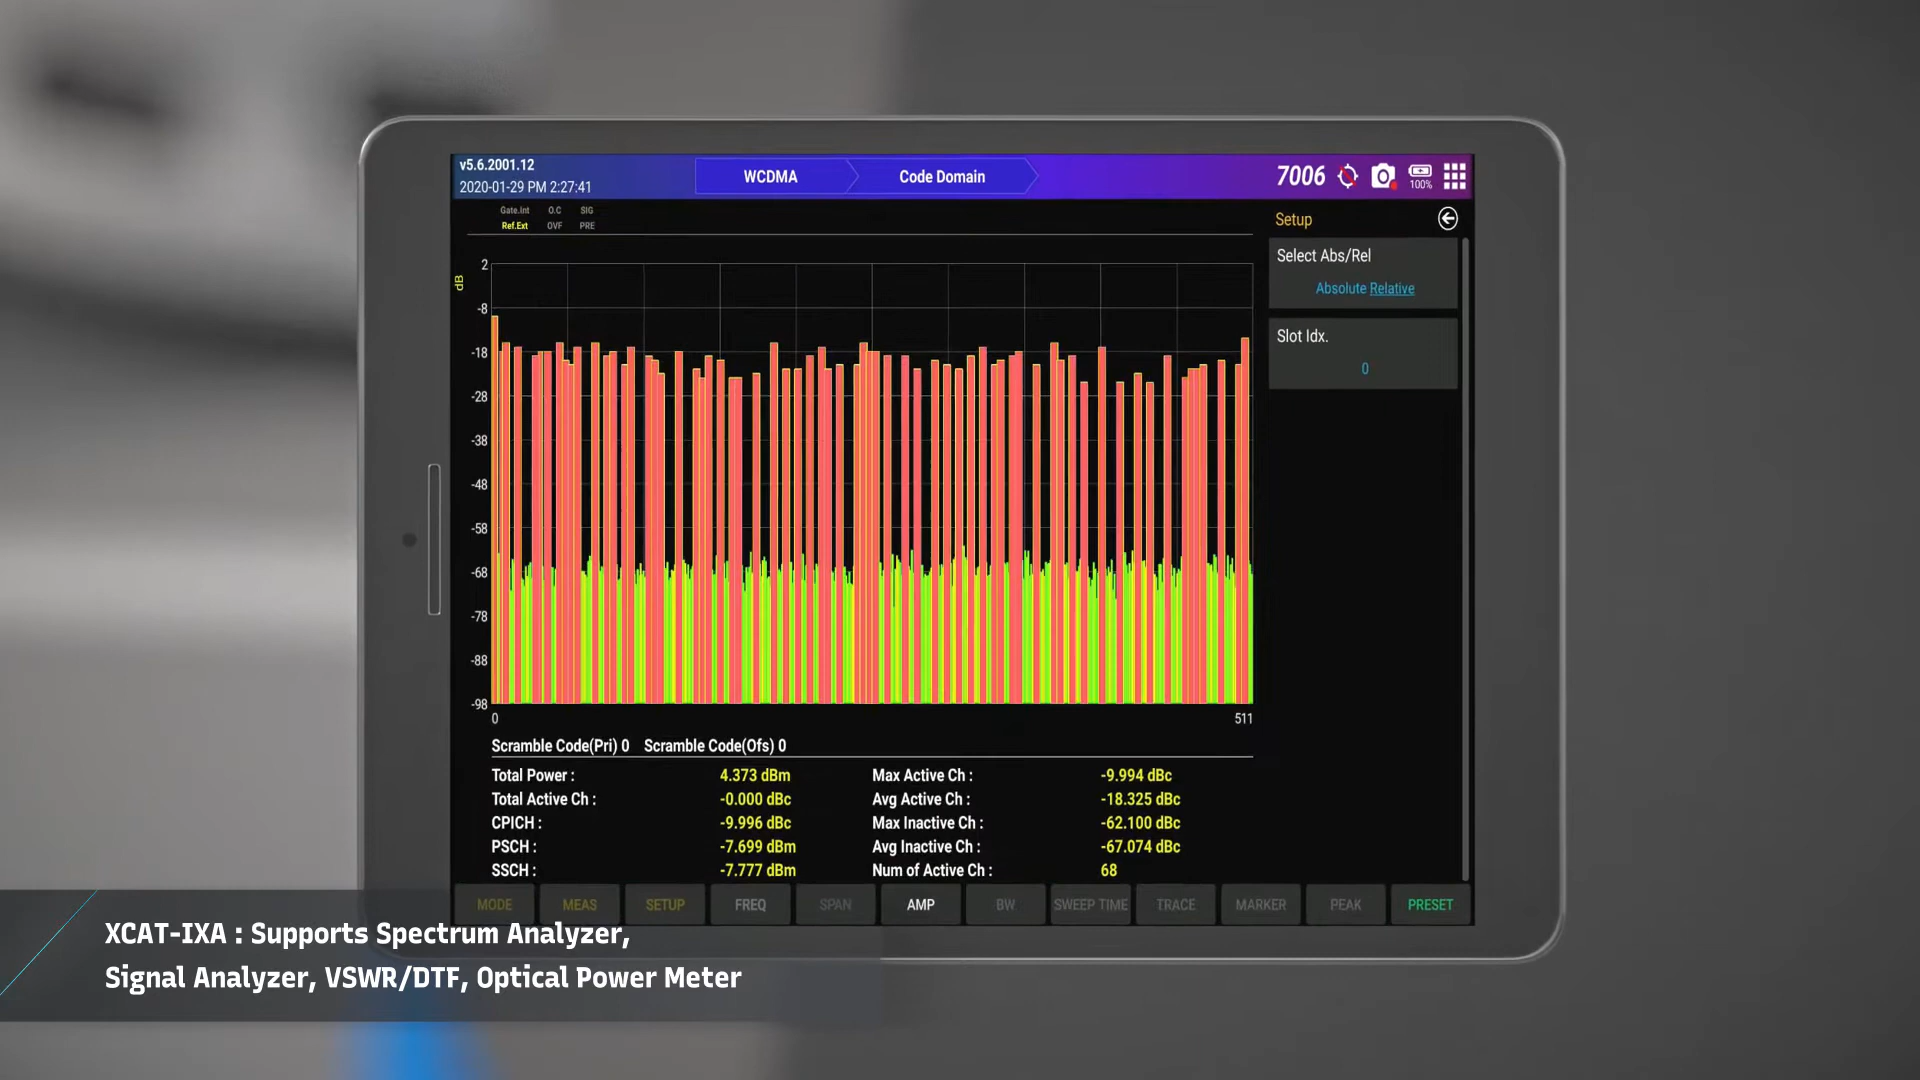 v5.6.2001.12
2020-01-29 PM 2:27:41
WCDMA
Code Domain
7006
100%
Gate.Int O.C SIG
Ref.Ext OVF PRE
Setup
Select Abs/Rel
Absolute Relative
Slot Idx.
0
dB
2
-8
-18
-28
-38
-48
-58
-68
-78
-88
-98
0 511
Scramble Code(Pri) 0 Scramble Code(Ofs) 0
Total Power : 4.373 dBm Max Active Ch : -9.994 dBc
Total Active Ch : -0.000 dBc Avg Active Ch : -18.325 dBc
CPICH : -9.996 dBc Max Inactive Ch : -62.100 dBc
PSCH : -7.699 dBm Avg Inactive Ch : -67.074 dBc
SSCH : -7.777 dBm Num of Active Ch : 68
MODE MEAS SETUP FREQ SPAN AMP BW SWEEP TIME TRACE MARKER PEAK PRESET
XCAT-IXA : Supports Spectrum Analyzer,
Signal Analyzer, VSWR/DTF, Optical Power Meter